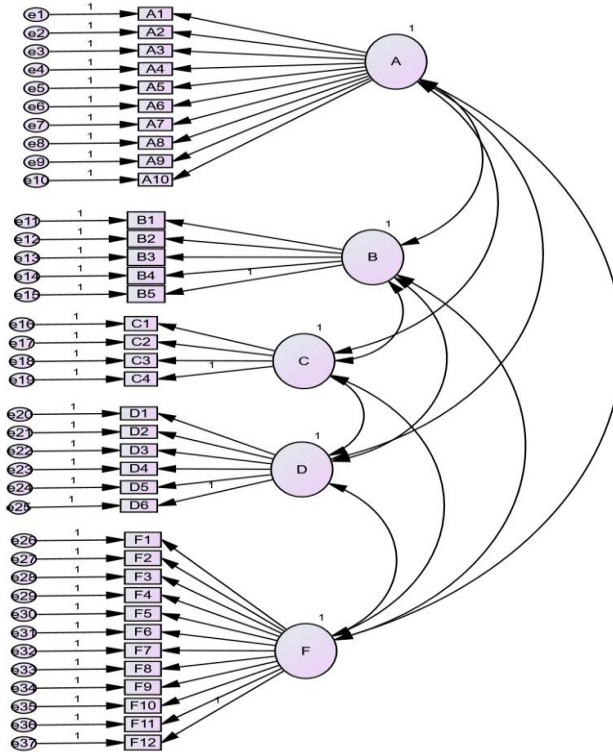 1
e1 1 A1
e2 1 A2
e3 1 A3
e4 1 A4
A
e5 1 A5
e6 1 A6
e7 1 A7
e8 1 A8
e9 1 A9
e10 1 A10
1
e11 1 B1
e12 1 B2
e13 1 B3
B
e14 1 B4
1
e15 1 B5
e16 1 C1
1
e17 1 C2
e18 1 C3
C
1
e19 1 C4
e20 1 D1
e21 1 D2
1
e22 1 D3
e23 1 D4
D
e24 1 D5
1
e25 1 D6
e26 1 F1
e27 1 F2
e28 1 F3
e29 1 F4
e30 1 F5
1
e31 1 F6
e32 1 F7
F
e33 1 F8
e34 1 F9
e35 1 F10
1
e36 1 F11
e37 1 F12